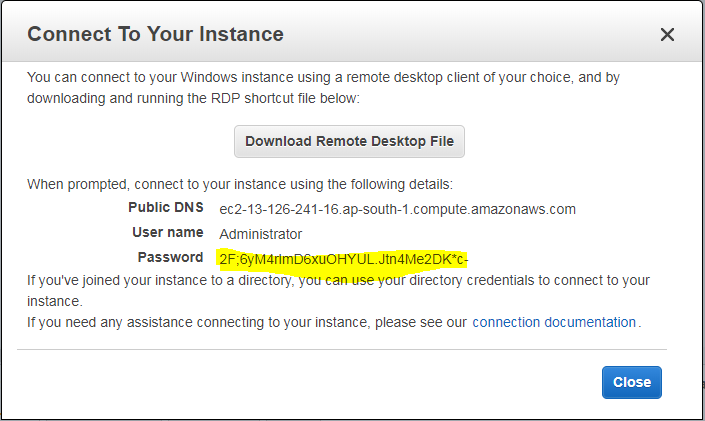 Connect To Your Instance
You can connect to your Windows instance using a remote desktop client of your choice, and by
downloading and running the RDP shortcut file below:
Download Remote Desktop File
When prompted, connect to your instance using the following details:
Public DNS ec2-13-126-241-16.ap-south-1.compute.amazonaws.com
User name Administrator
Password 2F;6yM4rImD6xuOHYUL.Jtn4Me2DK*c-
If you've joined your instance to a directory, you can use your directory credentials to connect to your
instance.
If you need any assistance connecting to your instance, please see our connection documentation.
Close